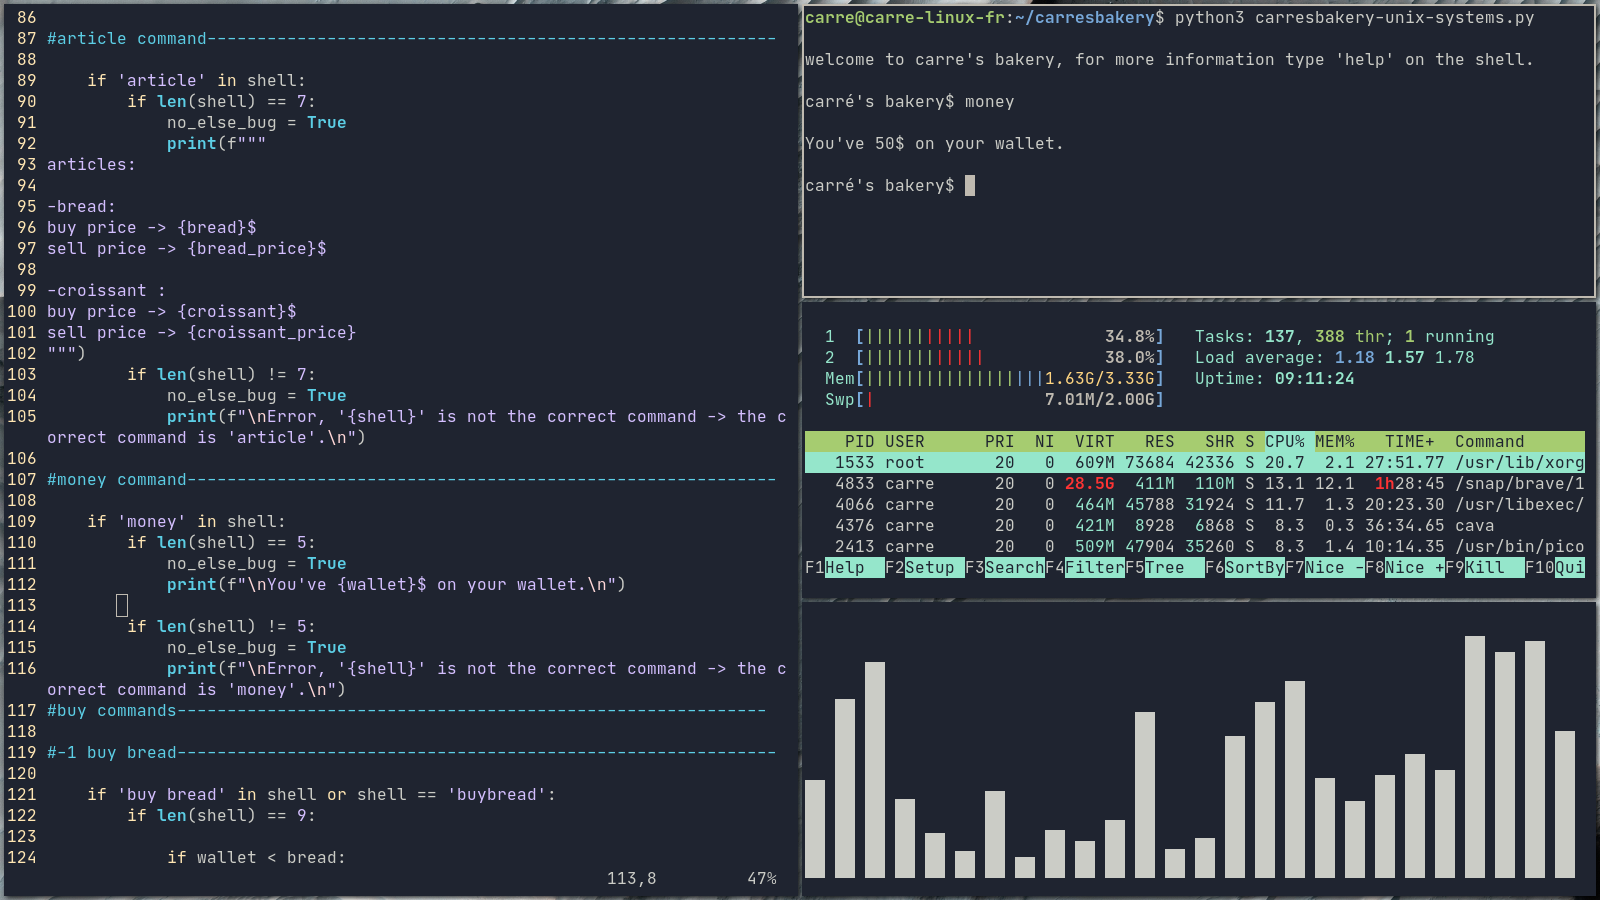 86
87 #article command---------------------------------------------------------
88
89     if 'article' in shell:
90         if len(shell) == 7:
91             no_else_bug = True
92             print(f"""
93 articles:
94
95 -bread:
96 buy price -> {bread}$
97 sell price -> {bread_price}$
98
99 -croissant :
100 buy price -> {croissant}$
101 sell price -> {croissant_price}
102 """)
103         if len(shell) != 7:
104             no_else_bug = True
105             print(f"\nError, '{shell}' is not the correct command -> the c
orrect command is 'article'.\n")
106
107 #money command-----------------------------------------------------------
108
109     if 'money' in shell:
110         if len(shell) == 5:
111             no_else_bug = True
112             print(f"\nYou've {wallet}$ on your wallet.\n")
113
114         if len(shell) != 5:
115             no_else_bug = True
116             print(f"\nError, '{shell}' is not the correct command -> the c
orrect command is 'money'.\n")
117 #buy commands-----------------------------------------------------------
118
119 #-1 buy bread------------------------------------------------------------
120
121     if 'buy bread' in shell or shell == 'buybread':
122         if len(shell) == 9:
123
124             if wallet < bread:
113,8 47%
carre@carre-linux-fr:~/carresbakery$ python3 carresbakery-unix-systems.py
welcome to carre's bakery, for more information type 'help' on the shell.
carré's bakery$ money
You've 50$ on your wallet.
carré's bakery$
1 [||||||||||| 34.8%] Tasks: 137, 388 thr; 1 running
2 [|||||||||||| 38.0%] Load average: 1.18 1.57 1.78
Mem[||||||||||||||||||1.63G/3.33G] Uptime: 09:11:24
Swp[| 7.01M/2.00G]
PID USER PRI NI VIRT RES SHR S CPU% MEM% TIME+ Command
1533 root 20 0 609M 73684 42336 S 20.7 2.1 27:51.77 /usr/lib/xorg
4833 carre 20 0 28.5G 411M 110M S 13.1 12.1 1h28:45 /snap/brave/1
4066 carre 20 0 464M 45788 31924 S 11.7 1.3 20:23.30 /usr/libexec/
4376 carre 20 0 421M 8928 6868 S 8.3 0.3 36:34.65 cava
2413 carre 20 0 509M 47904 35260 S 8.3 1.4 10:14.35 /usr/bin/pico
F1Help F2Setup F3SearchF4FilterF5Tree F6SortByF7Nice -F8Nice +F9Kill F10Qui